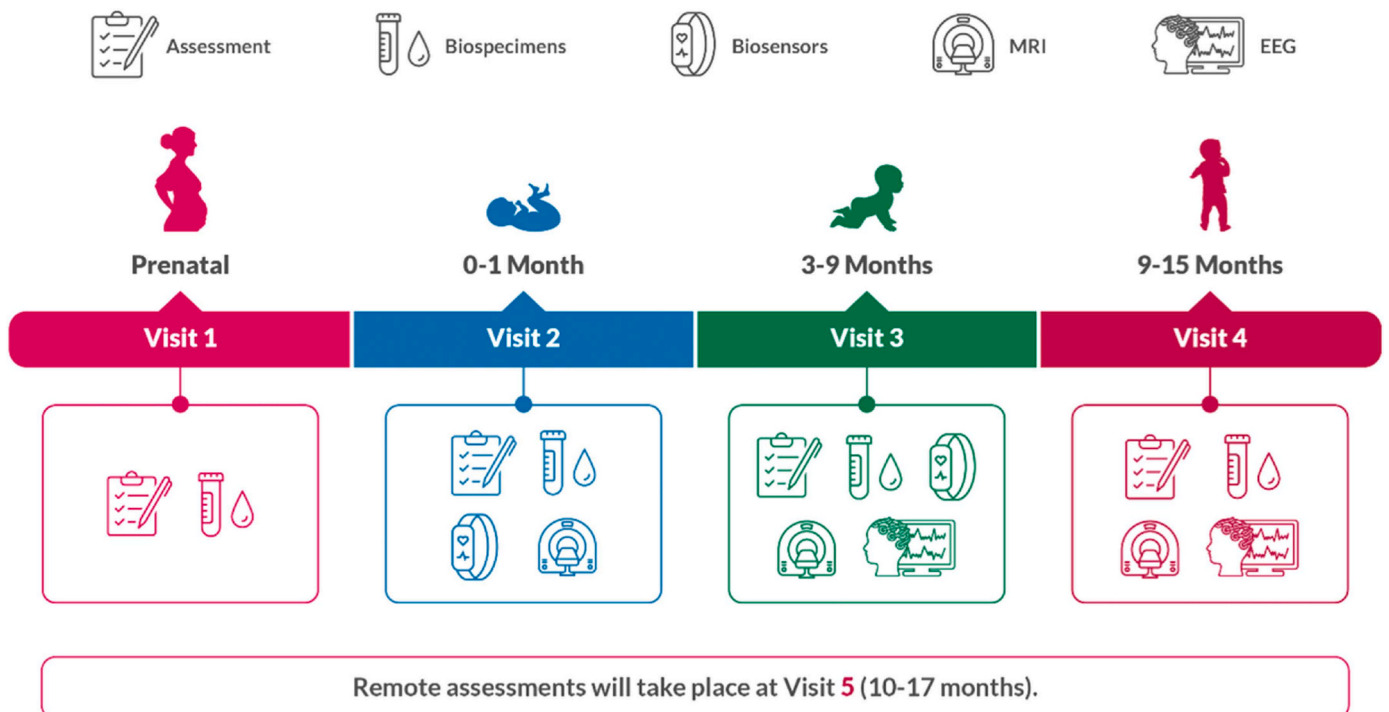 Assessment
Biospecimens
Biosensors
MRI
EEG
Prenatal
0-1 Month
3-9 Months
9-15 Months
Visit 1
Visit 2
Visit 3
Visit 4
Remote assessments will take place at Visit 5 (10-17 months).